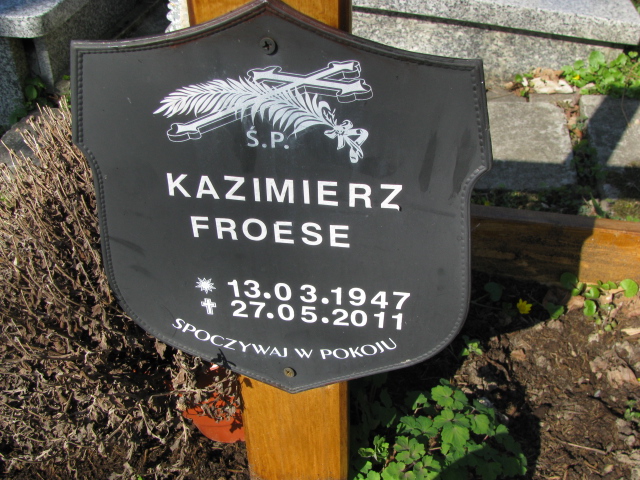 Ś.P.
KAZIMIERZ
FROESE
13.03.1947
27.05.2011
SPOCZYWAJ W POKOJU